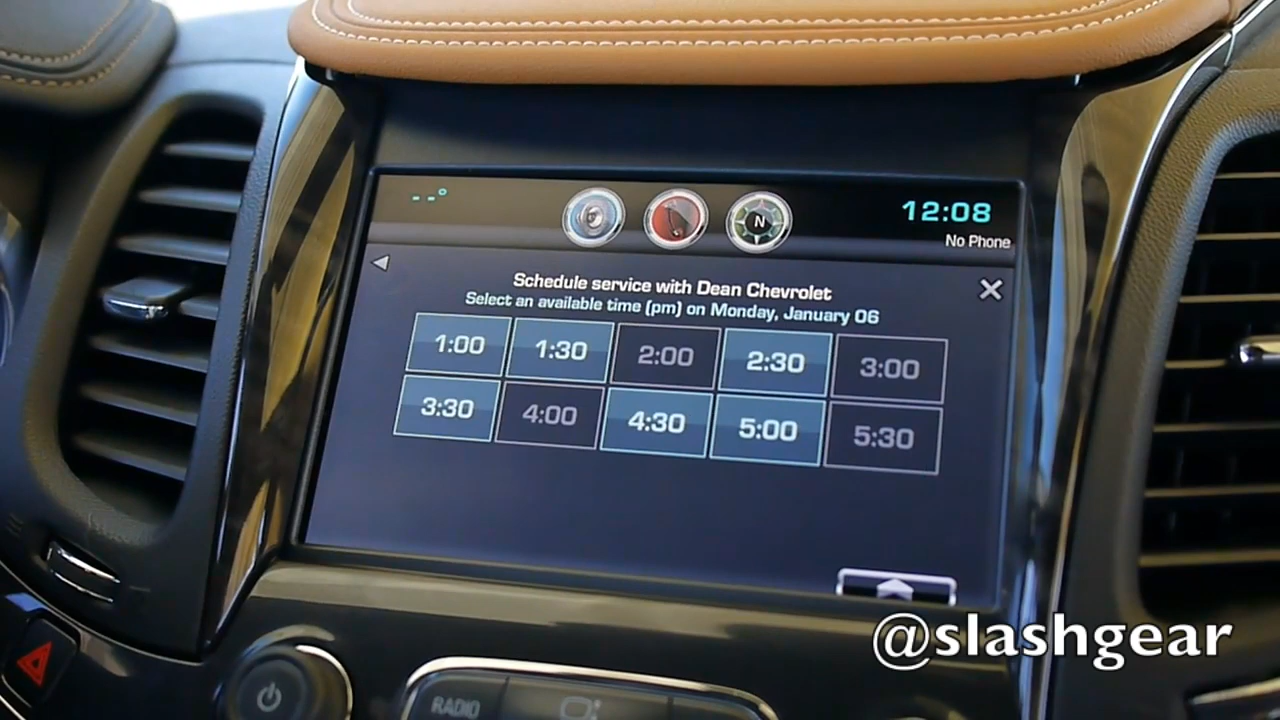 --°
N
12:08
No Phone
Schedule service with Dean Chevrolet
Select an available time (pm) on Monday, January 06
1:00 1:30 2:00 2:30 3:00
3:30 4:00 4:30 5:00 5:30
@slashgear
RADIO